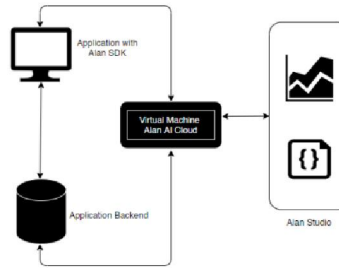 Application with
Alan SDK
Virtual Machine
Alan AI Cloud
{}
Application Backend
Alan Studio